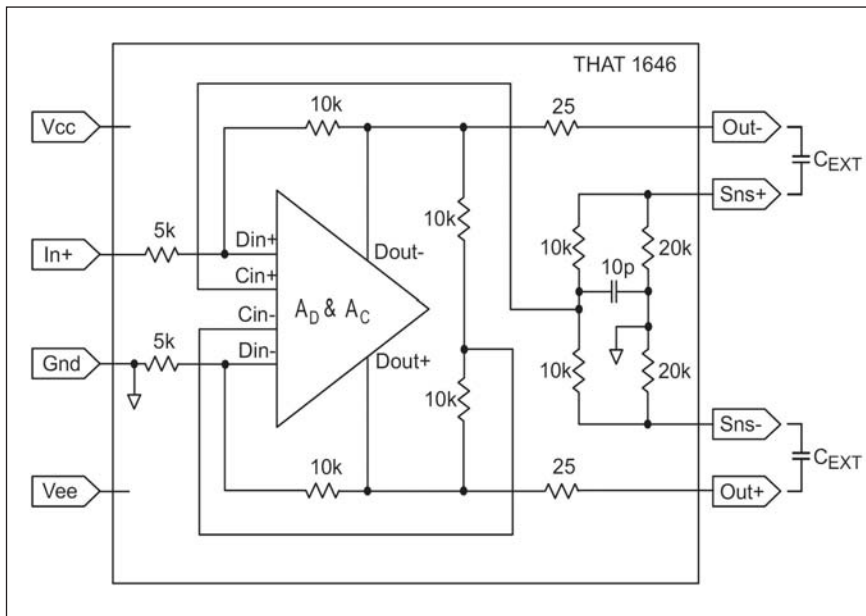 THAT 1646
10k
25
Vcc
Out-
CEXT
Sns+
5k
10k
In+
Din+
Dout-
10k
20k
Cin+
10p
AD & AC
Cin-
5k
Din-
Dout+
Gnd
10k
10k
20k
Sns-
10k
25
CEXT
Vee
Out+